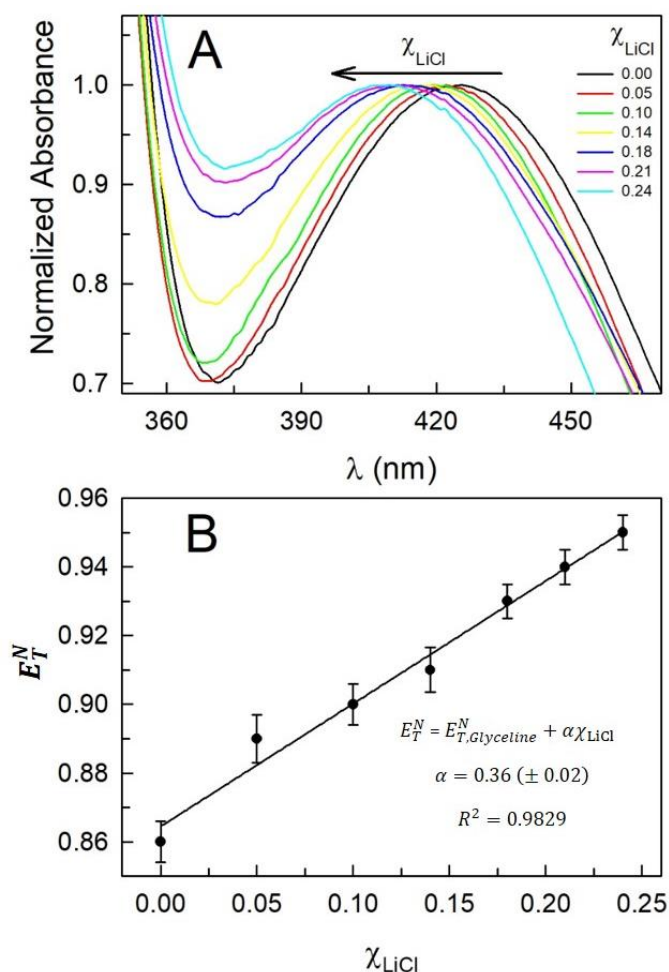 A
χLiCl
χLiCl
0.00
0.05
0.10
0.14
0.18
0.21
0.24
1.0
0.9
0.8
0.7
Normalized Absorbance
360 390 420 450
λ (nm)
B
0.96
0.94
0.92
0.90
0.88
0.86
E_T^N
E_T^N = E_{T,Glyceline}^N + αχLiCl
α = 0.36 (± 0.02)
R² = 0.9829
0.00 0.05 0.10 0.15 0.20 0.25
χLiCl